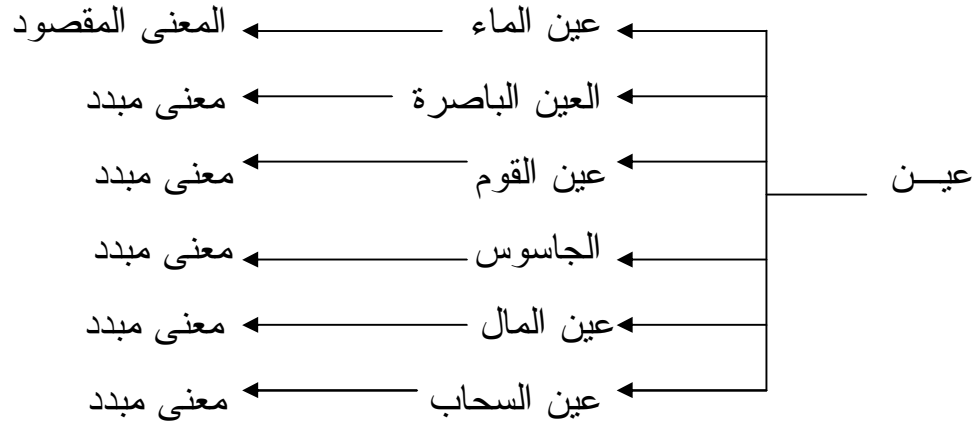 عين الماء المعنى المقصود
العين الباصرة معنى مبدد
عين القوم معنى مبدد
عيـــن
الجاسوس معنى مبدد
عين المال معنى مبدد
عين السحاب معنى مبدد